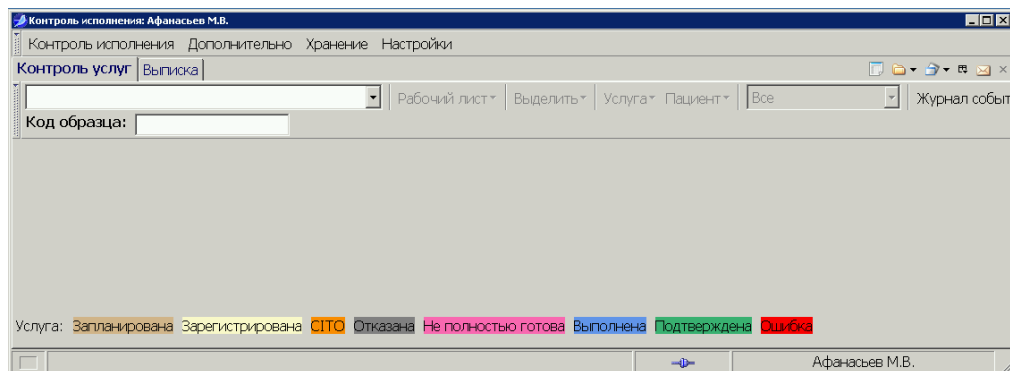 Контроль исполнения: Афанасьев М.В.
Контроль исполнения Дополнительно Хранение Настройки
Контроль услуг Выписка
Рабочий лист Выделить Услуга Пациент Все Журнал событ
Код образца:
Услуга: Запланирована Зарегистрирована CITO Отказана Не полностью готова Выполнена Подтверждена Ошибка
Афанасьев М.В.